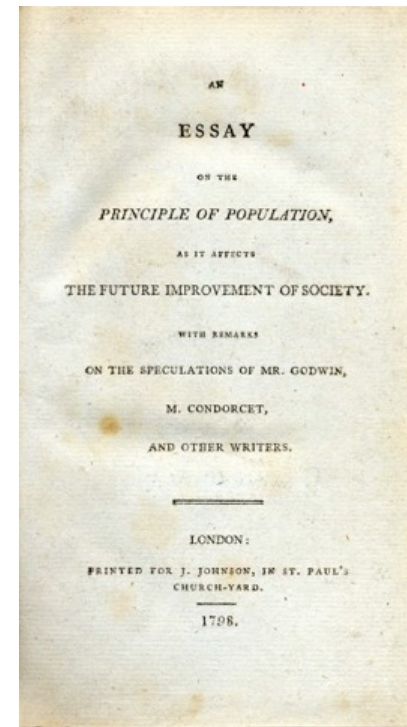 AN
ESSAY
ON THE
PRINCIPLE OF POPULATION,
AS IT AFFECTS
THE FUTURE IMPROVEMENT OF SOCIETY.
WITH REMARKS
ON THE SPECULATIONS OF MR. GODWIN,
M. CONDORCET,
AND OTHER WRITERS.
LONDON:
PRINTED FOR J. JOHNSON, IN ST. PAUL'S
CHURCH-YARD.
1798.